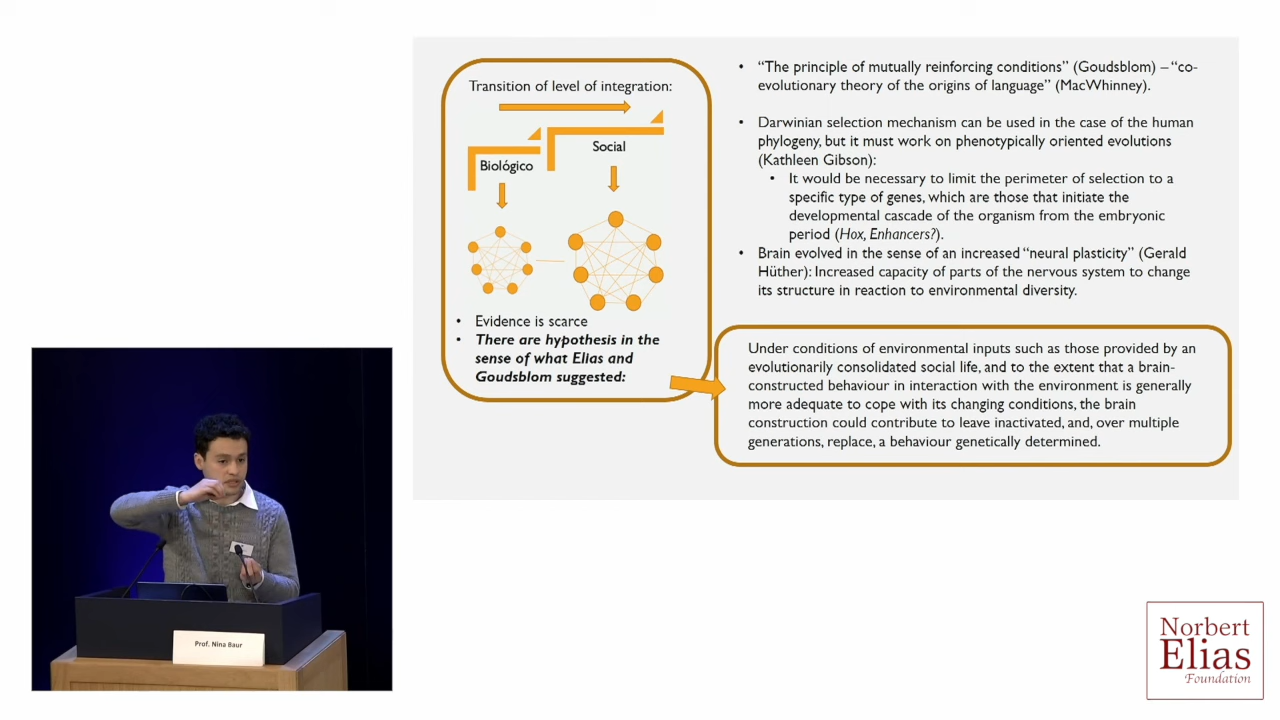 Transition of level of integration:
Biológico
Social
• Evidence is scarce
• There are hypothesis in the
sense of what Elias and
Goudsblom suggested:
• “The principle of mutually reinforcing conditions” (Goudsblom) – “co-
evolutionary theory of the origins of language” (MacWhinney).
• Darwinian selection mechanism can be used in the case of the human
phylogeny, but it must work on phenotypically oriented evolutions
(Kathleen Gibson):
• It would be necessary to limit the perimeter of selection to a
specific type of genes, which are those that initiate the
developmental cascade of the organism from the embryonic
period (Hox, Enhancers?).
• Brain evolved in the sense of an increased “neural plasticity” (Gerald
Hüther): Increased capacity of parts of the nervous system to change
its structure in reaction to environmental diversity.
Under conditions of environmental inputs such as those provided by an
evolutionarily consolidated social life, and to the extent that a brain-
constructed behaviour in interaction with the environment is generally
more adequate to cope with its changing conditions, the brain
construction could contribute to leave inactivated, and, over multiple
generations, replace, a behaviour genetically determined.
Prof. Nina Baur
Norbert
Elias
Foundation